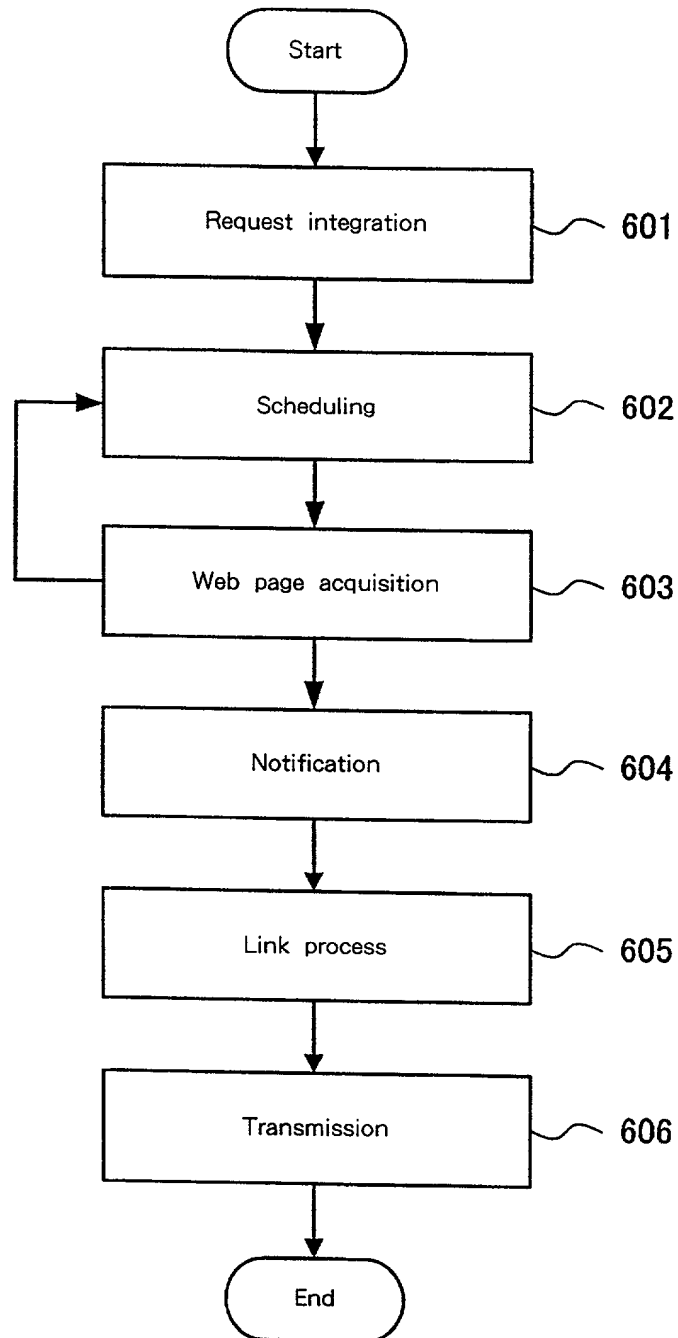 Start
Request integration
601
Scheduling
602
Web page acquisition
603
Notification
604
Link process
605
Transmission
606
End